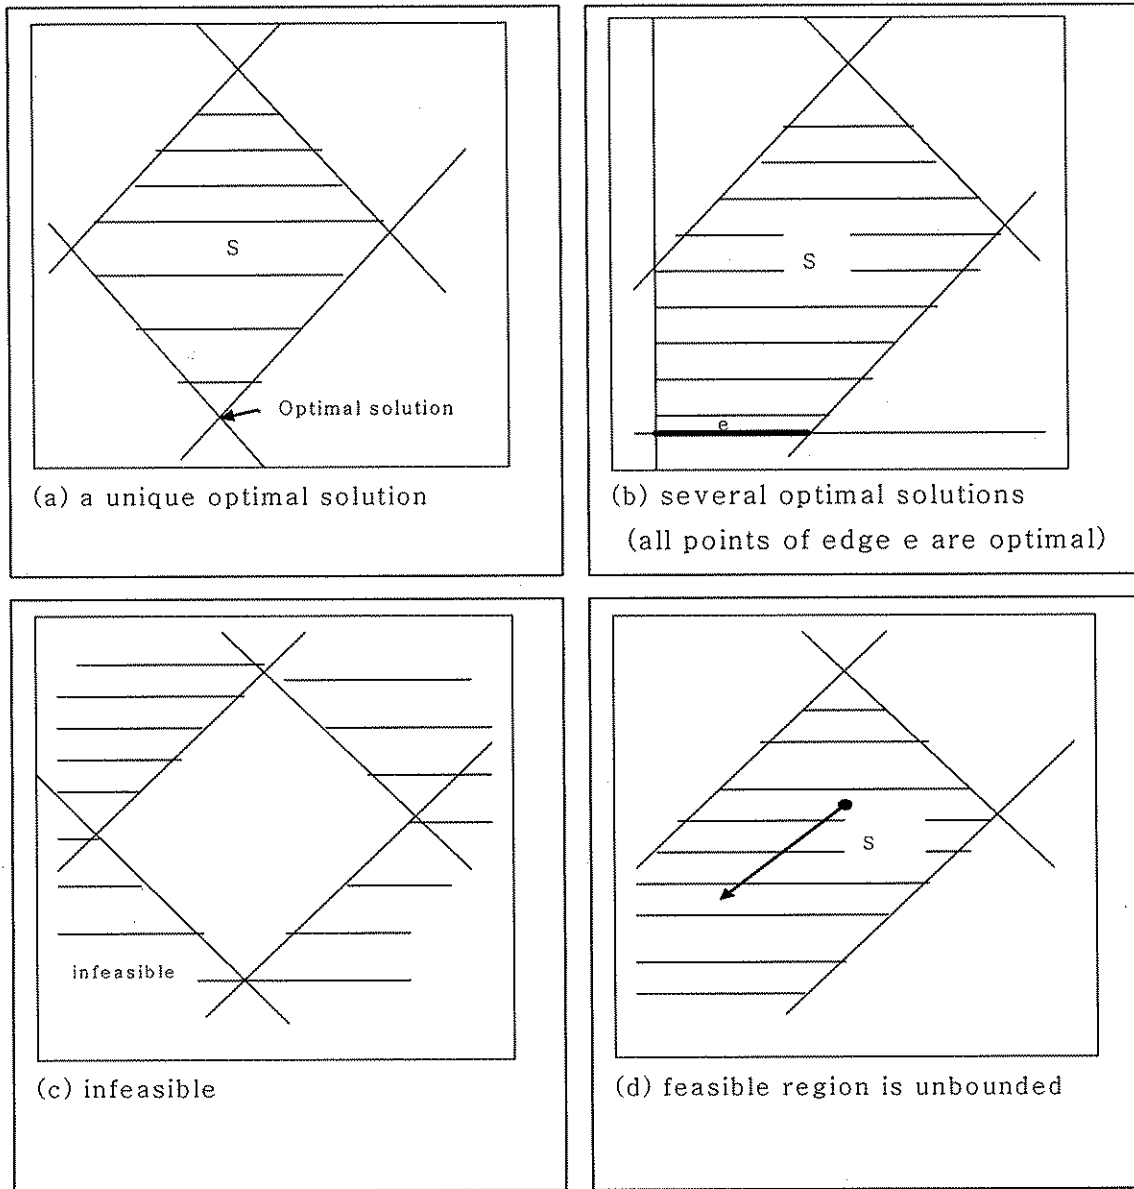 S
Optimal solution
(a) a unique optimal solution
S
e
(b) several optimal solutions
(all points of edge e are optimal)
infeasible
(c) infeasible
S
(d) feasible region is unbounded